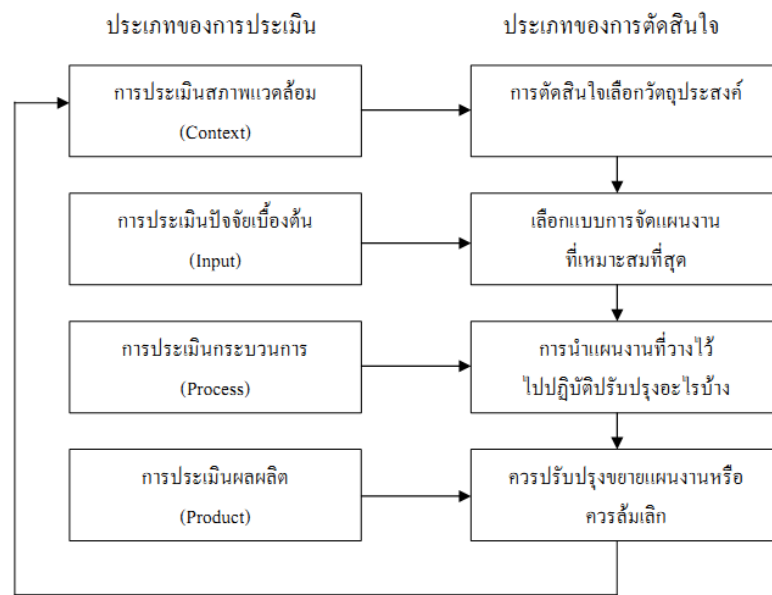 ประเภทของการประเมิน
ประเภทของการตัดสินใจ
การประเมินสภาพแวดล้อม
(Context)
การตัดสินใจเลือกวัตถุประสงค์
การประเมินปัจจัยเบื้องต้น
(Input)
เลือกแบบการจัดแผนงาน
ที่เหมาะสมที่สุด
การประเมินกระบวนการ
(Process)
การนำแผนงานที่วางไว้
ไปปฏิบัติปรับปรุงอะไรบ้าง
การประเมินผลผลิต
(Product)
ควรปรับปรุงขยายแผนงานหรือ
ควรล้มเลิก